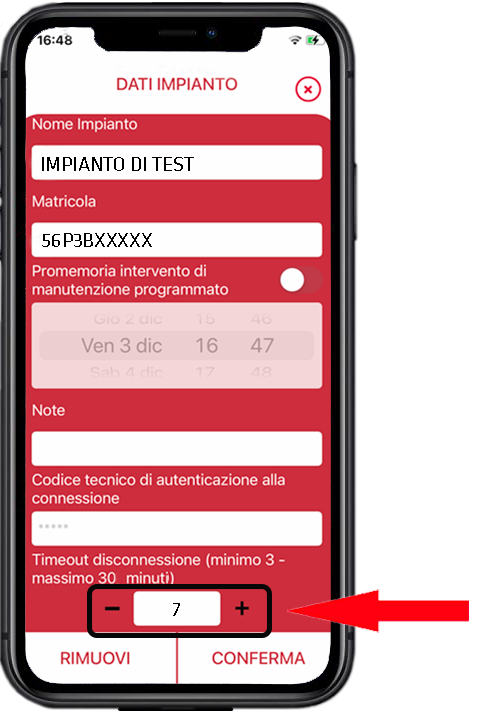 16:48
DATI IMPIANTO
Nome Impianto
IMPIANTO DI TEST
Matricola
56P3BXXXXX
Promemoria intervento di
manutenzione programmato
Gio 2 dic 15 46
Ven 3 dic 16 47
Sab 4 dic 17 48
Note
Codice tecnico di autenticazione alla
connessione
•••••
Timeout disconnessione (minimo 3 -
massimo 30 minuti)
− 7 +
RIMUOVI CONFERMA